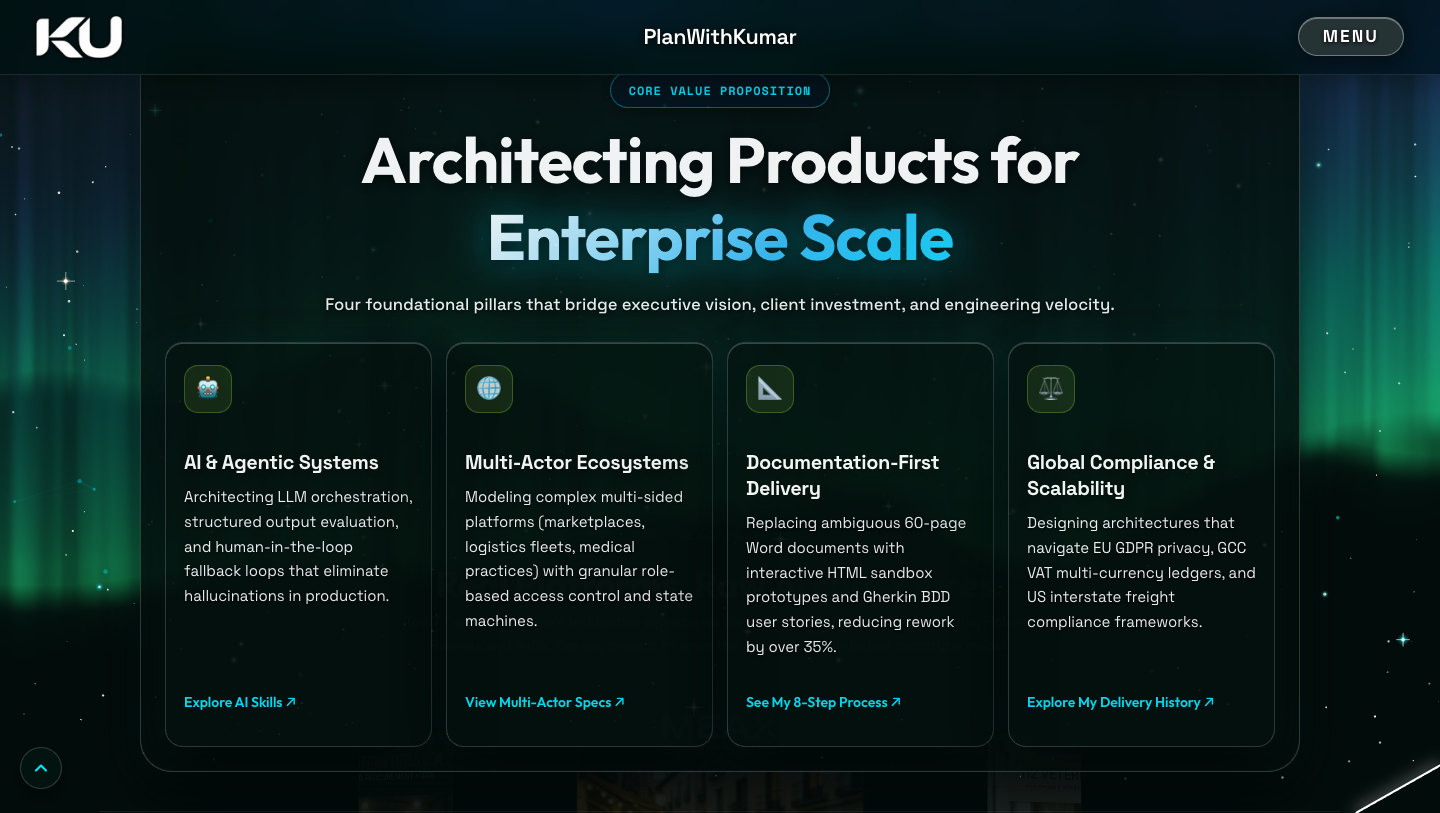 KU
PlanWithKumar
MENU
CORE VALUE PROPOSITION
Architecting Products for
Enterprise Scale
Four foundational pillars that bridge executive vision, client investment, and engineering velocity.
AI & Agentic Systems
Architecting LLM orchestration,
structured output evaluation,
and human-in-the-loop
fallback loops that eliminate
hallucinations in production.
Explore AI Skills ↗
Multi-Actor Ecosystems
Modeling complex multi-sided
platforms (marketplaces,
logistics fleets, medical
practices) with granular role-
based access control and state
machines.
View Multi-Actor Specs ↗
Documentation-First
Delivery
Replacing ambiguous 60-page
Word documents with
interactive HTML sandbox
prototypes and Gherkin BDD
user stories, reducing rework
by over 35%.
See My 8-Step Process ↗
Global Compliance &
Scalability
Designing architectures that
navigate EU GDPR privacy, GCC
VAT multi-currency ledgers, and
US interstate freight
compliance frameworks.
Explore My Delivery History ↗